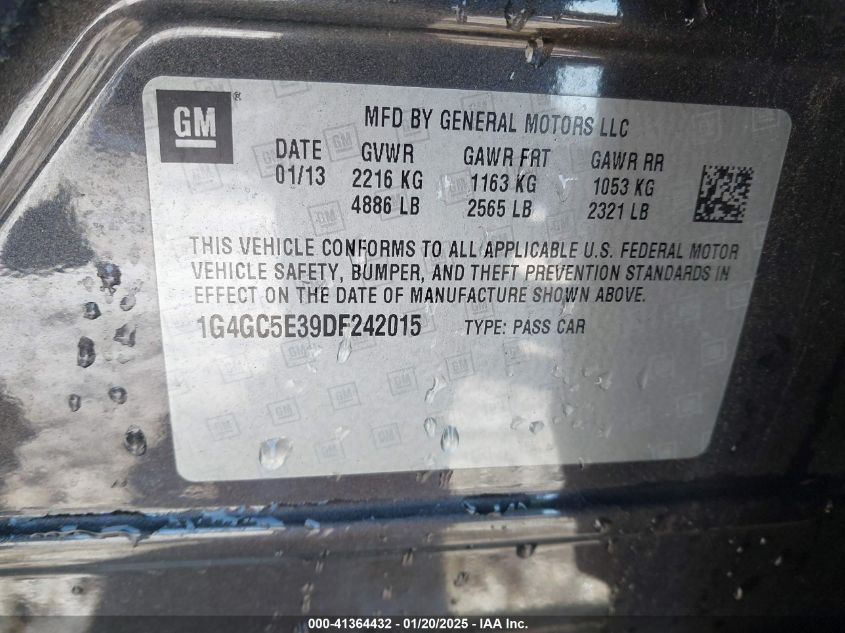 GM ®
MFD BY GENERAL MOTORS LLC
DATE GVWR GAWR FRT GAWR RR
01/13 2216 KG 1163 KG 1053 KG
4886 LB 2565 LB 2321 LB
THIS VEHICLE CONFORMS TO ALL APPLICABLE U.S. FEDERAL MOTOR
VEHICLE SAFETY, BUMPER, AND THEFT PREVENTION STANDARDS IN
EFFECT ON THE DATE OF MANUFACTURE SHOWN ABOVE.
1G4GC5E39DF242015 TYPE: PASS CAR
000-41364432 - 01/20/2025 - IAA Inc.